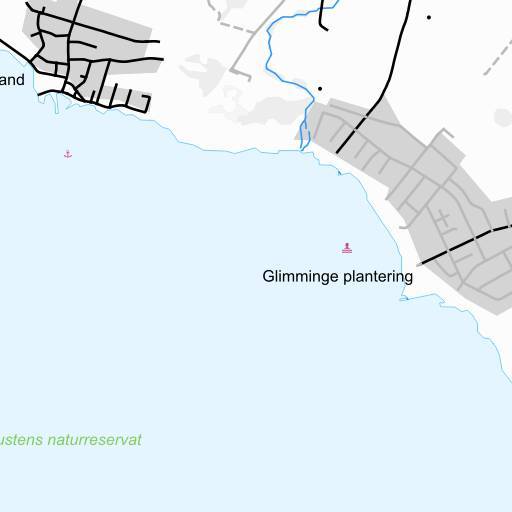 and
Glimminge plantering
ustens naturreservat